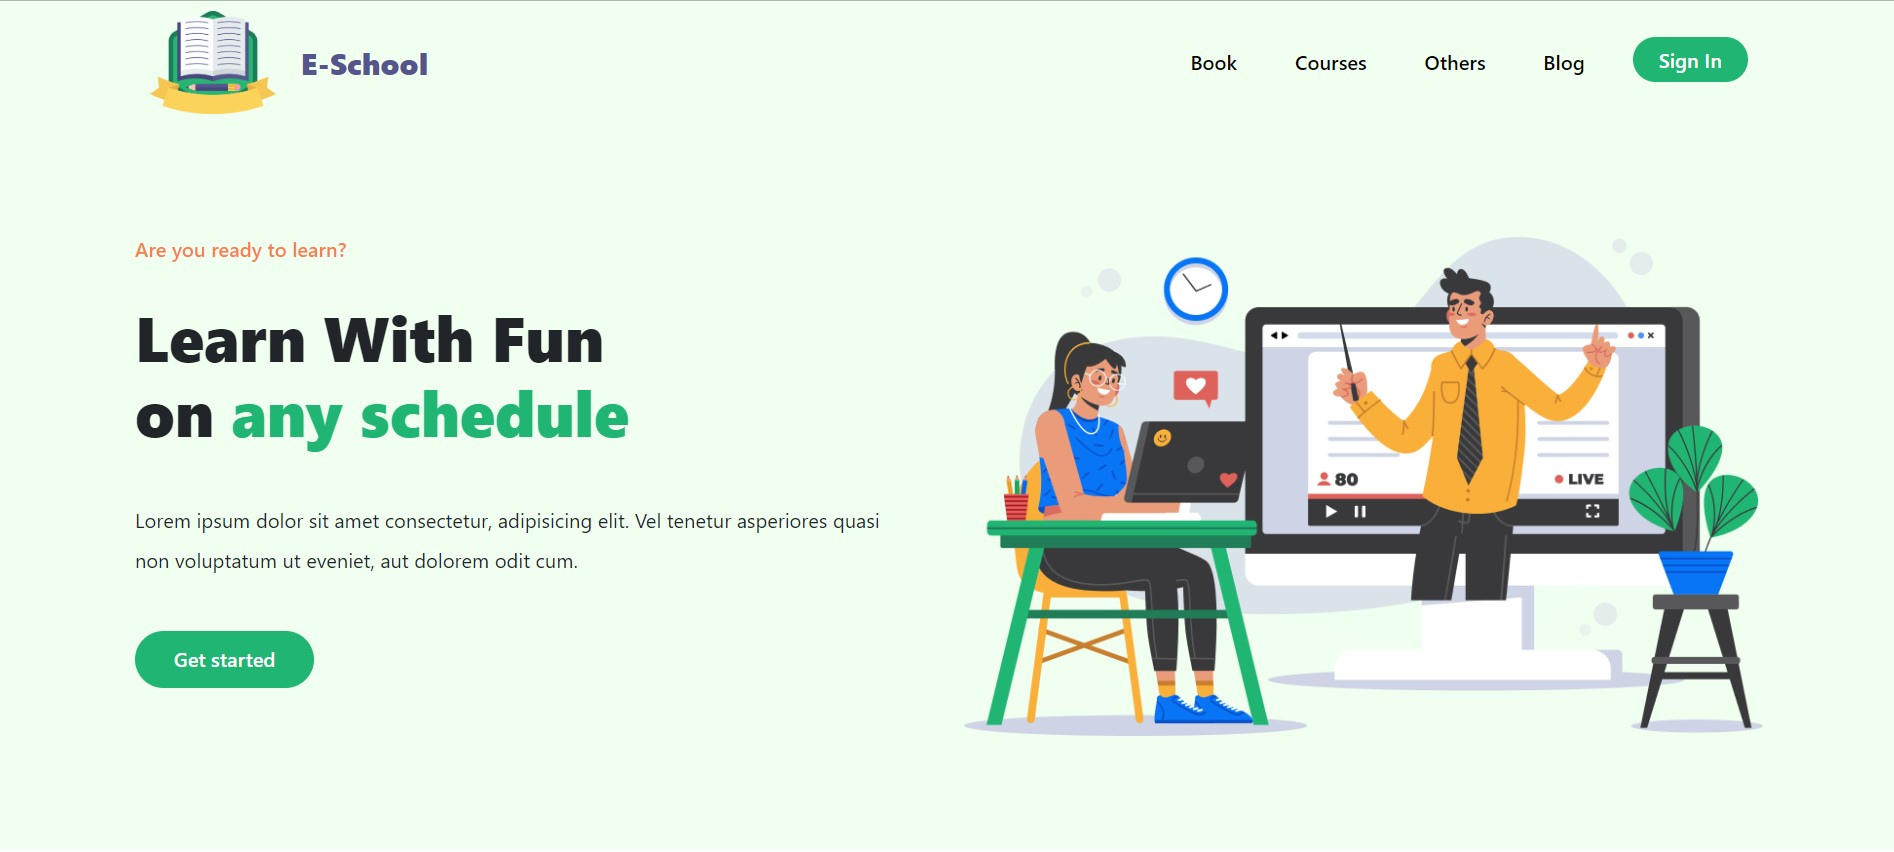 E-School
Book
Courses
Others
Blog
Sign In
Are you ready to learn?
Learn With Fun
on any schedule
Lorem ipsum dolor sit amet consectetur, adipisicing elit. Vel tenetur asperiores quasi
non voluptatum ut eveniet, aut dolorem odit cum.
Get started
80
LIVE